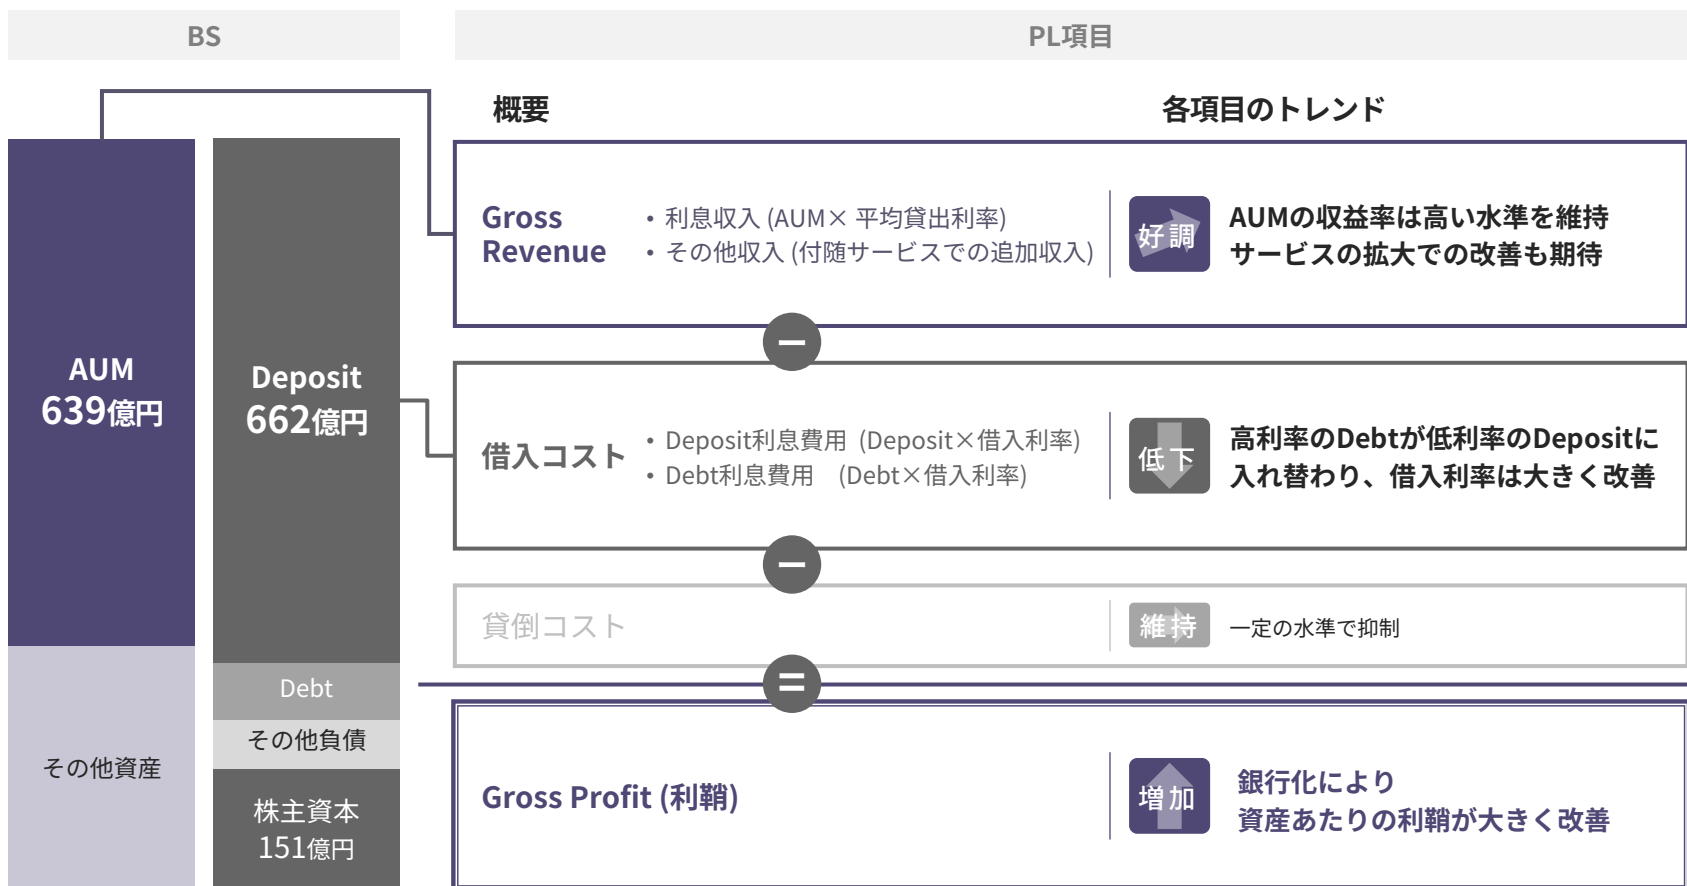 BS
PL項目
概要
各項目のトレンド
AUM
639億円
その他資産
Deposit
662億円
Debt
その他負債
株主資本
151億円
Gross
Revenue
• 利息収入 (AUM× 平均貸出利率)
• その他収入 (付随サービスでの追加収入)
好調
AUMの収益率は高い水準を維持
サービスの拡大での改善も期待
−
借入コスト
• Deposit利息費用 (Deposit×借入利率)
• Debt利息費用 (Debt×借入利率)
低下
高利率のDebtが低利率のDepositに
入れ替わり、借入利率は大きく改善
−
貸倒コスト
維持
一定の水準で抑制
=
Gross Profit (利鞘)
増加
銀行化により
資産あたりの利鞘が大きく改善